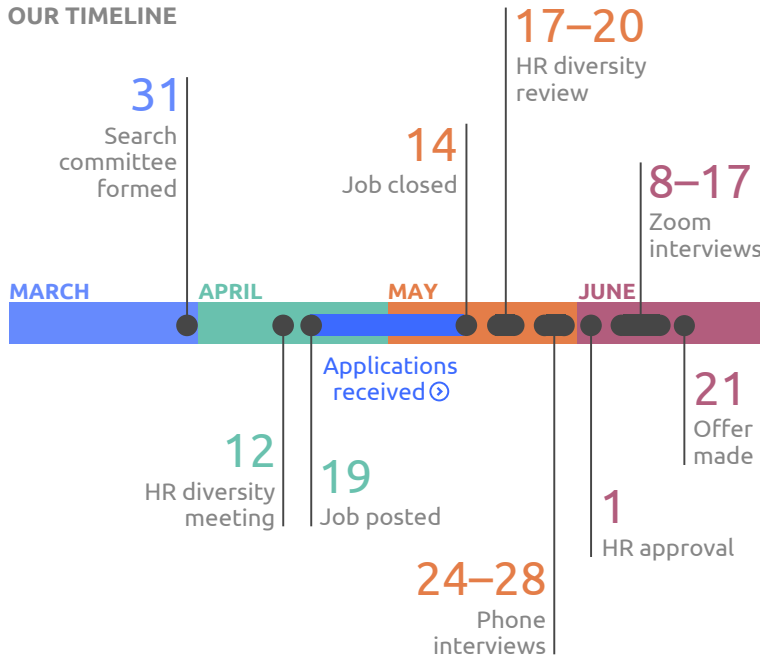 OUR TIMELINE
31
Search
committee
formed
14
Job closed
17–20
HR diversity
review
8–17
Zoom
interviews
MARCH
APRIL
MAY
JUNE
Applications
received
12
HR diversity
meeting
19
Job posted
24–28
Phone
interviews
1
HR approval
21
Offer
made